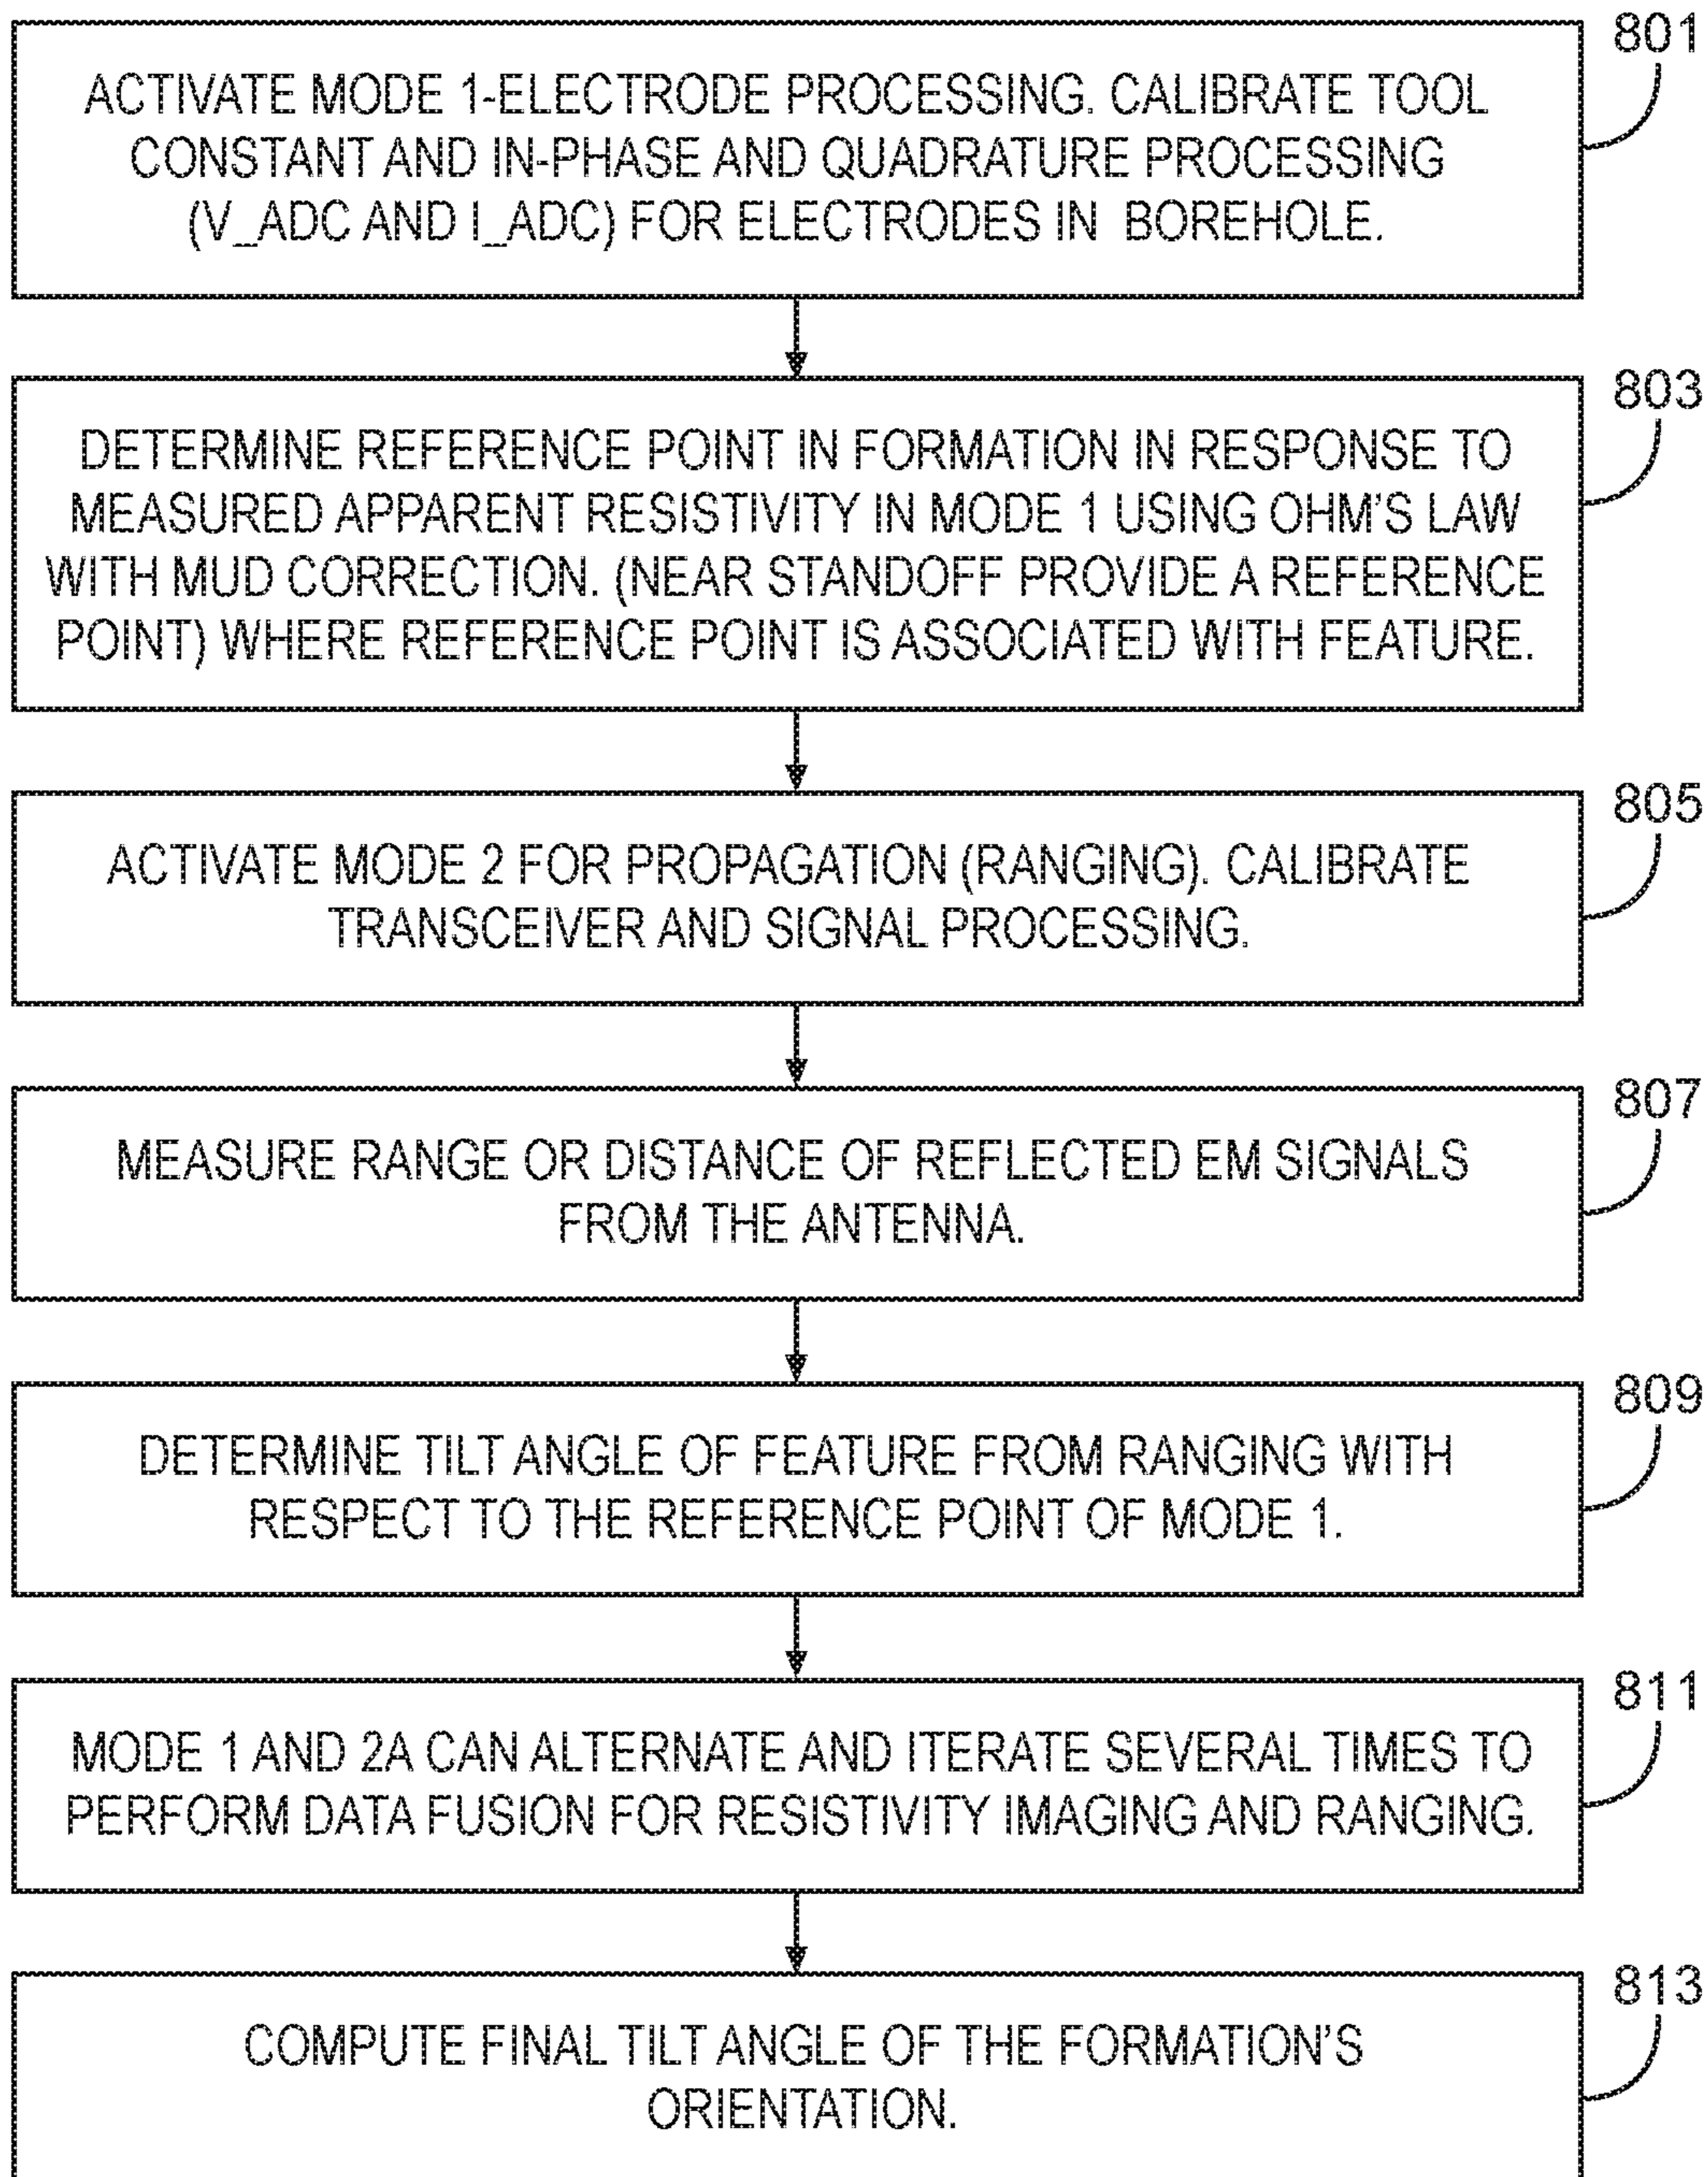 801
ACTIVATE MODE 1-ELECTRODE PROCESSING. CALIBRATE TOOL
CONSTANT AND IN-PHASE AND QUADRATURE PROCESSING
(V_ADC AND I_ADC) FOR ELECTRODES IN BOREHOLE.
803
DETERMINE REFERENCE POINT IN FORMATION IN RESPONSE TO
MEASURED APPARENT RESISTIVITY IN MODE 1 USING OHM'S LAW
WITH MUD CORRECTION. (NEAR STANDOFF PROVIDE A REFERENCE
POINT) WHERE REFERENCE POINT IS ASSOCIATED WITH FEATURE.
805
ACTIVATE MODE 2 FOR PROPAGATION (RANGING). CALIBRATE
TRANSCEIVER AND SIGNAL PROCESSING.
807
MEASURE RANGE OR DISTANCE OF REFLECTED EM SIGNALS
FROM THE ANTENNA.
809
DETERMINE TILT ANGLE OF FEATURE FROM RANGING WITH
RESPECT TO THE REFERENCE POINT OF MODE 1.
811
MODE 1 AND 2A CAN ALTERNATE AND ITERATE SEVERAL TIMES TO
PERFORM DATA FUSION FOR RESISTIVITY IMAGING AND RANGING.
813
COMPUTE FINAL TILT ANGLE OF THE FORMATION'S
ORIENTATION.